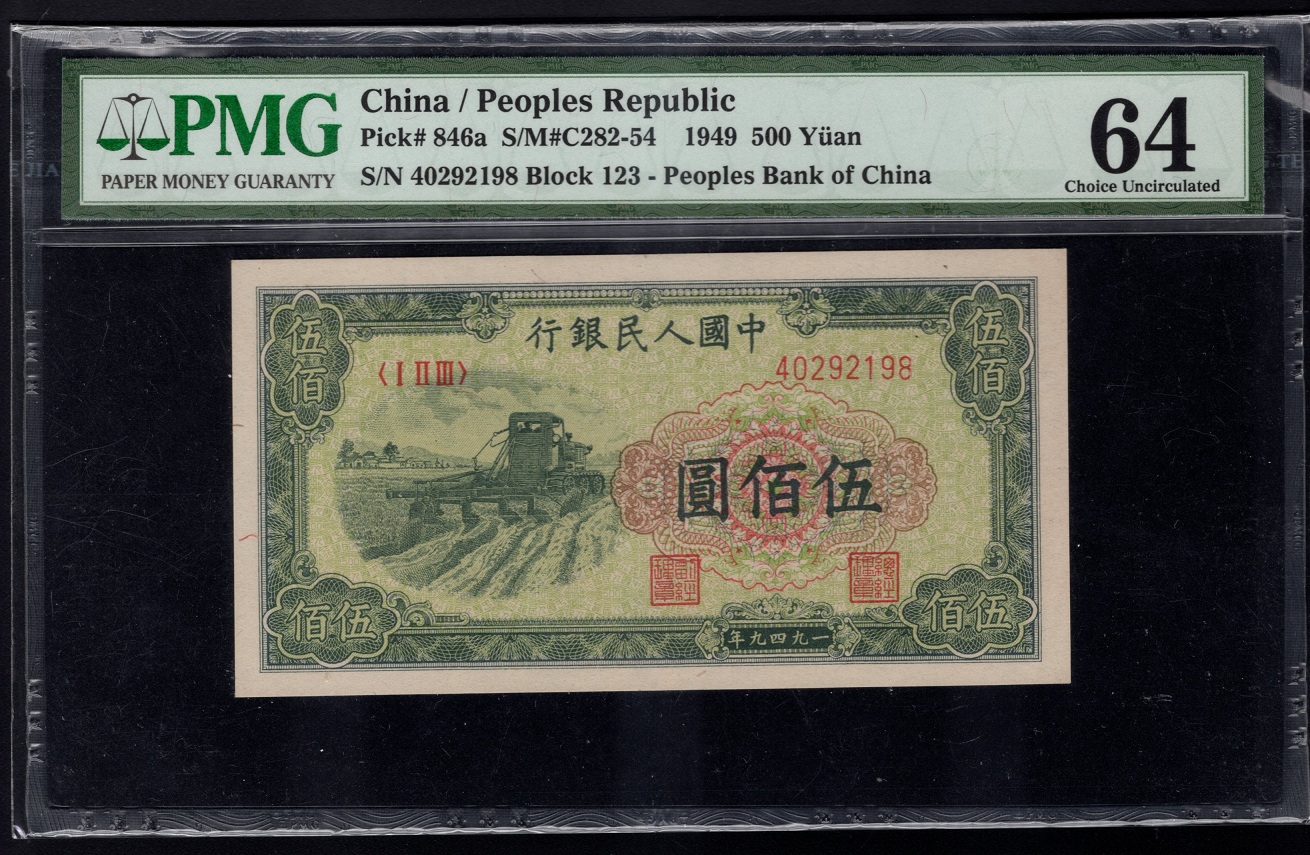 PMG
PAPER MONEY GUARANTY
China / Peoples Republic
Pick# 846a S/M#C282-54 1949 500 Yüan
S/N 40292198 Block 123 - Peoples Bank of China
64
Choice Uncirculated
伍佰
行銀民人國中
伍佰
〈I II III〉
40292198
圓佰伍
佰伍
年九四九一
佰伍